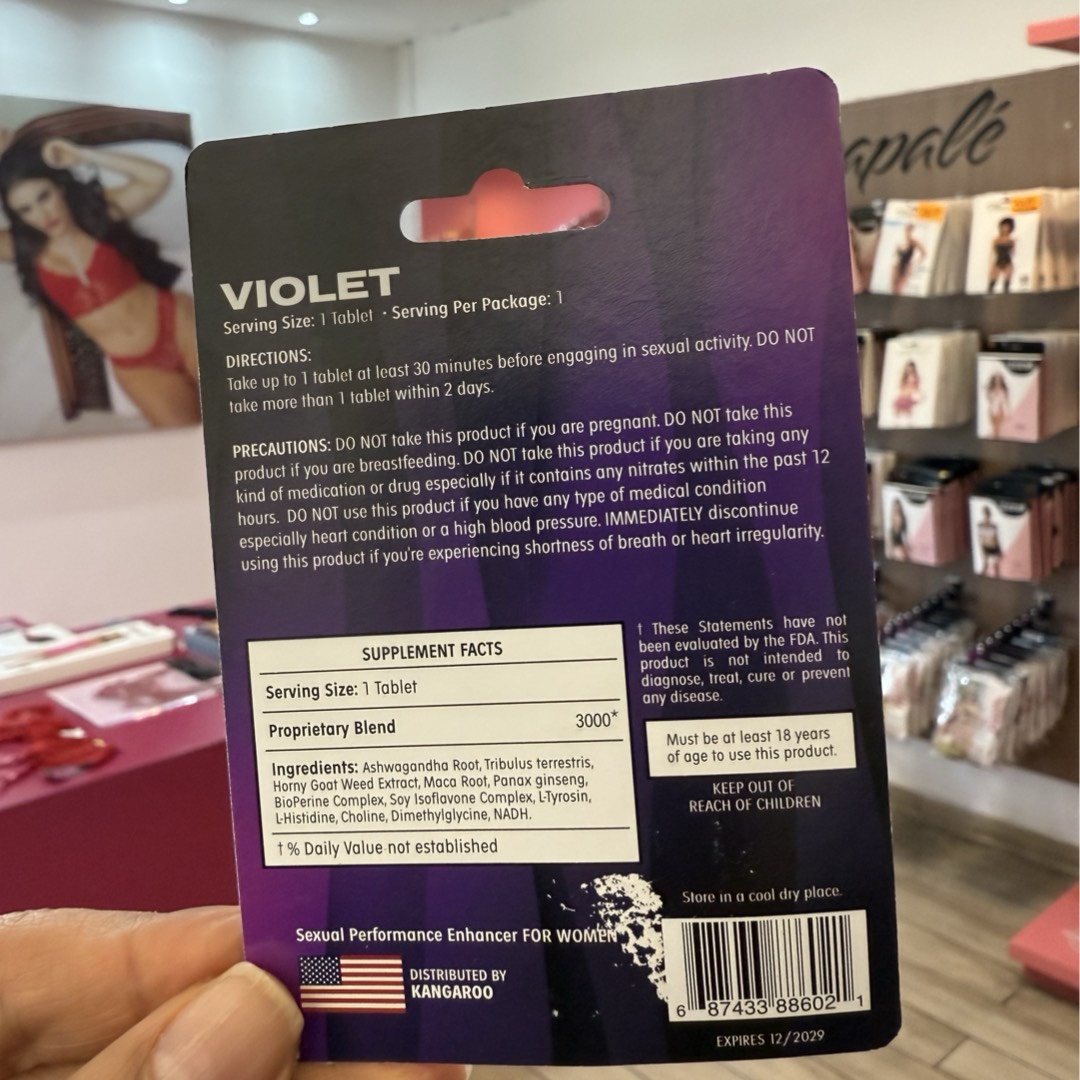 apalé
VIOLET
Serving Size: 1 Tablet · Serving Per Package: 1
DIRECTIONS:
Take up to 1 tablet at least 30 minutes before engaging in sexual activity. DO NOT
take more than 1 tablet within 2 days.
PRECAUTIONS: DO NOT take this product if you are pregnant. DO NOT take this
product if you are breastfeeding. DO NOT take this product if you are taking any
kind of medication or drug especially if it contains any nitrates within the past 12
hours. DO NOT use this product if you have any type of medical condition
especially heart condition or a high blood pressure. IMMEDIATELY discontinue
using this product if you're experiencing shortness of breath or heart irregularity.
SUPPLEMENT FACTS
Serving Size: 1 Tablet
Proprietary Blend 3000*
Ingredients: Ashwagandha Root, Tribulus terrestris,
Horny Goat Weed Extract, Maca Root, Panax ginseng,
BioPerine Complex, Soy Isoflavone Complex, L-Tyrosin,
L-Histidine, Choline, Dimethylglycine, NADH.
† % Daily Value not established
† These Statements have not
been evaluated by the FDA. This
product is not intended to
diagnose, treat, cure or prevent
any disease.
Must be at least 18 years
of age to use this product.
KEEP OUT OF
REACH OF CHILDREN
Store in a cool dry place.
Sexual Performance Enhancer FOR WOMEN
DISTRIBUTED BY
KANGAROO
6 87433 88602 1
EXPIRES 12/2029